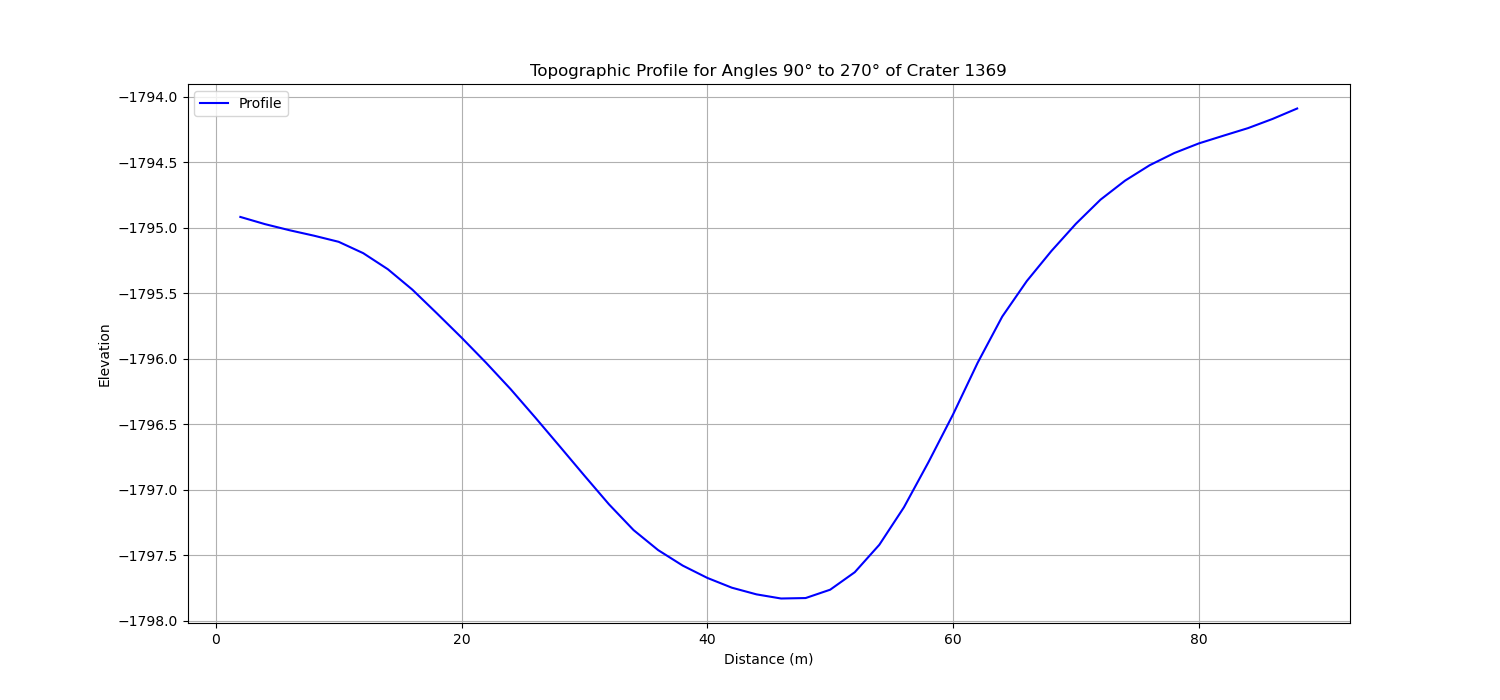 Topographic Profile for Angles 90° to 270° of Crater 1369
Profile
−1794.0
−1794.5
−1795.0
−1795.5
−1796.0
−1796.5
−1797.0
−1797.5
−1798.0
Elevation
0 20 40 60 80
Distance (m)